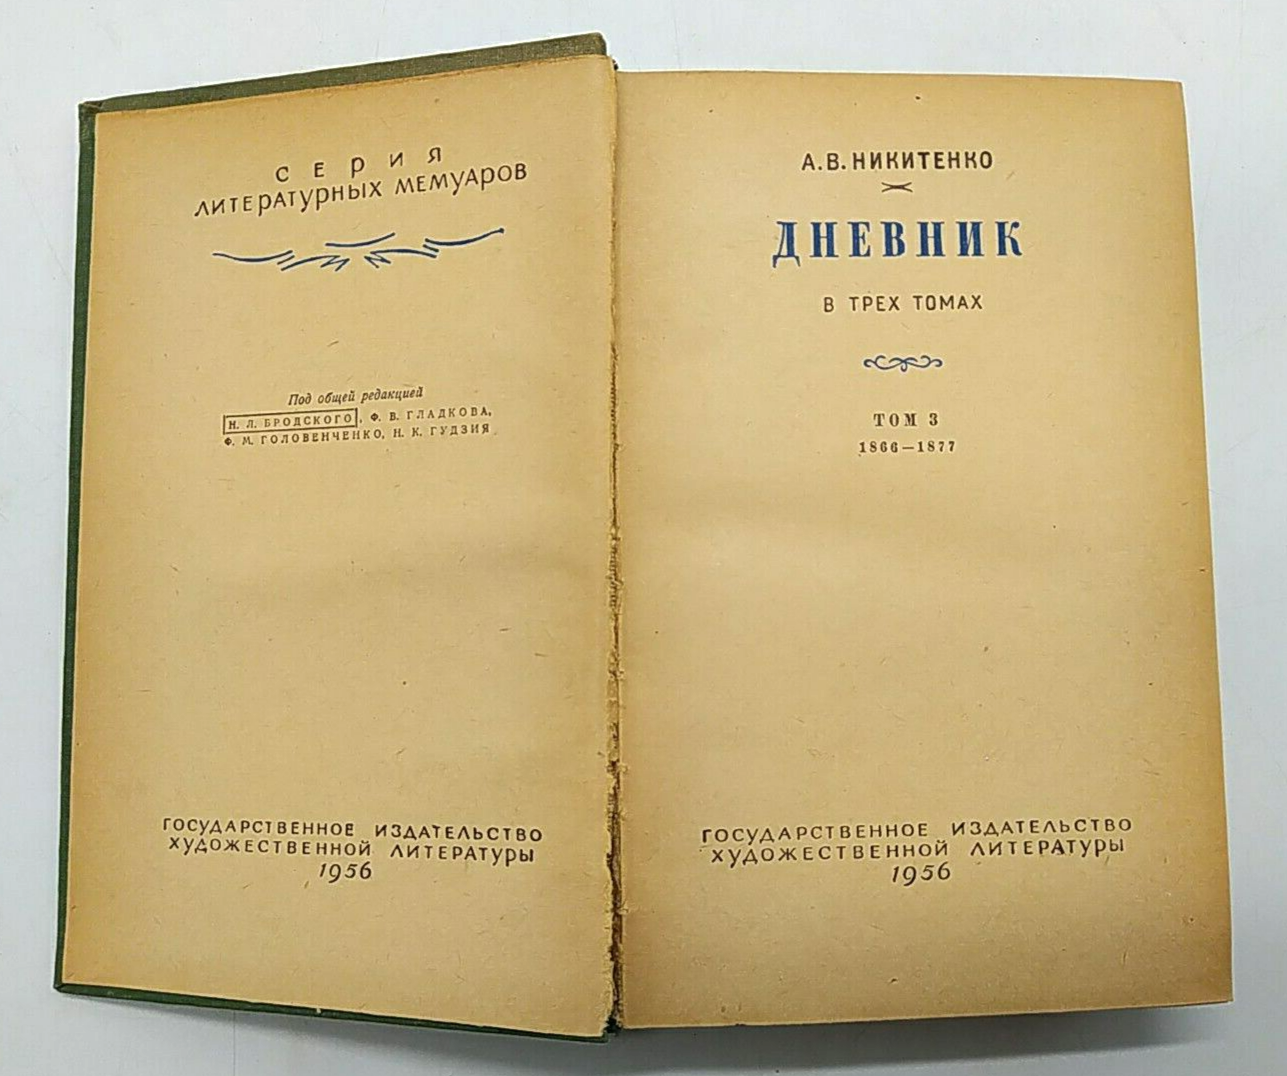 СЕРИЯ
ЛИТЕРАТУРНЫХ МЕМУАРОВ
Под общей редакцией
Н. Л. БРОДСКОГО, Ф. В. ГЛАДКОВА,
Ф. М. ГОЛОВЕНЧЕНКО, Н. К. ГУДЗИЯ
ГОСУДАРСТВЕННОЕ ИЗДАТЕЛЬСТВО
ХУДОЖЕСТВЕННОЙ ЛИТЕРАТУРЫ
1956
А. В. НИКИТЕНКО
ДНЕВНИК
В ТРЕХ ТОМАХ
ТОМ 3
1866—1877
ГОСУДАРСТВЕННОЕ ИЗДАТЕЛЬСТВО
ХУДОЖЕСТВЕННОЙ ЛИТЕРАТУРЫ
1956